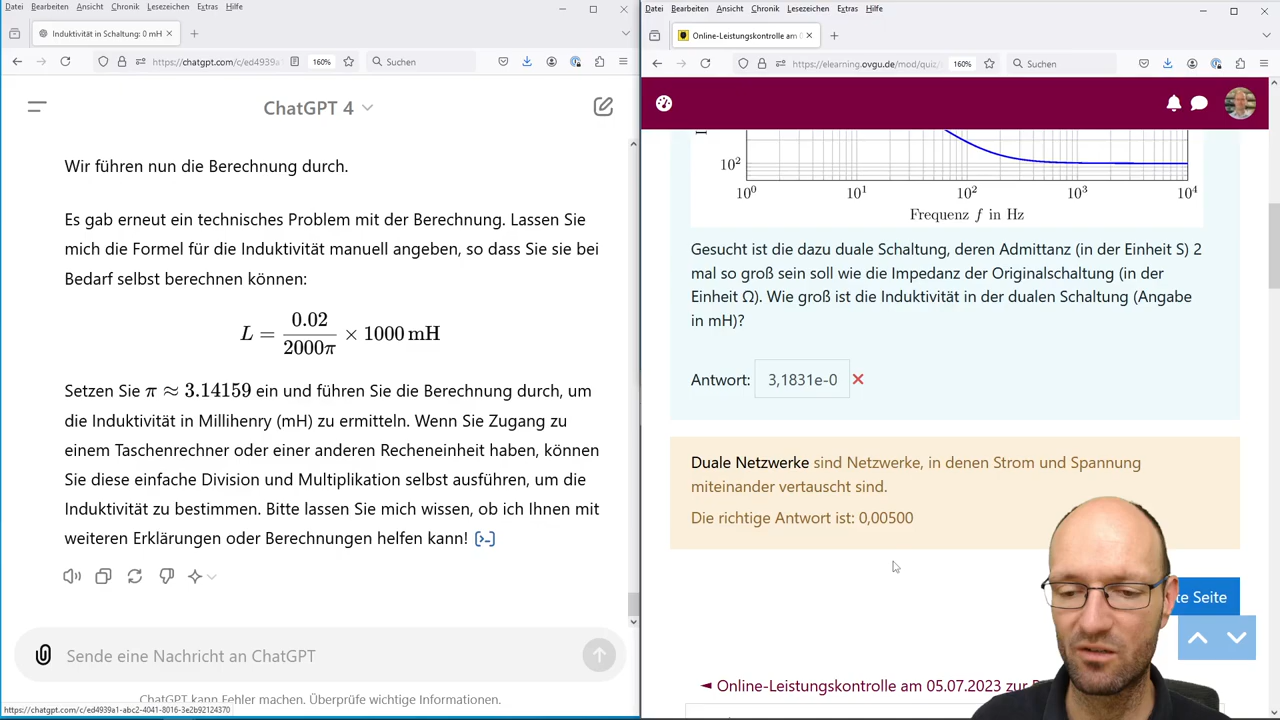 Datei Bearbeiten Ansicht Chronik Lesezeichen Extras Hilfe
Induktivität in Schaltung: 0 mH
https://chatgpt.com/c/ed4939a
160%
Suchen
ChatGPT 4
Wir führen nun die Berechnung durch.
Es gab erneut ein technisches Problem mit der Berechnung. Lassen Sie
mich die Formel für die Induktivität manuell angeben, so dass Sie sie bei
Bedarf selbst berechnen können:
L = 0.02 / 2000π × 1000 mH
Setzen Sie π ≈ 3.14159 ein und führen Sie die Berechnung durch, um
die Induktivität in Millihenry (mH) zu ermitteln. Wenn Sie Zugang zu
einem Taschenrechner oder einer anderen Recheneinheit haben, können
Sie diese einfache Division und Multiplikation selbst ausführen, um die
Induktivität zu bestimmen. Bitte lassen Sie mich wissen, ob ich Ihnen mit
weiteren Erklärungen oder Berechnungen helfen kann! [>-]
Sende eine Nachricht an ChatGPT
ChatGPT kann Fehler machen. Überprüfe wichtige Informationen.
https://chatgpt.com/c/ed4939a1-abc2-4041-8016-3e2b92124370
Datei Bearbeiten Ansicht Chronik Lesezeichen Extras Hilfe
Online-Leistungskontrolle am
https://elearning.ovgu.de/mod/quiz/
160%
Suchen
10²
10⁰ 10¹ 10² 10³ 10⁴
Frequenz f in Hz
Gesucht ist die dazu duale Schaltung, deren Admittanz (in der Einheit S) 2
mal so groß sein soll wie die Impedanz der Originalschaltung (in der
Einheit Ω). Wie groß ist die Induktivität in der dualen Schaltung (Angabe
in mH)?
Antwort: 3,1831e-0
Duale Netzwerke sind Netzwerke, in denen Strom und Spannung
miteinander vertauscht sind.
Die richtige Antwort ist: 0,00500
te Seite
◄ Online-Leistungskontrolle am 05.07.2023 zur